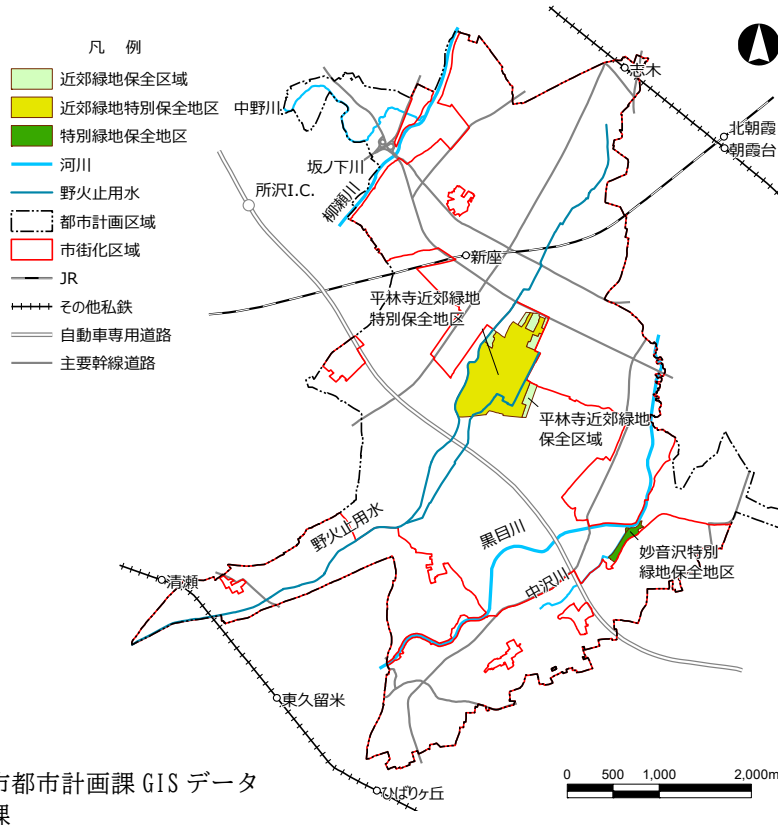 凡 例
近郊緑地保全区域
近郊緑地特別保全地区
特別緑地保全地区
河川
野火止用水
都市計画区域
市街化区域
JR
その他私鉄
自動車専用道路
主要幹線道路
志木
中野川
北朝霞
朝霞台
坂ノ下川
所沢I.C.
柳瀬川
新座
平林寺近郊緑地
特別保全地区
平林寺近郊緑地
保全区域
野火止用水
黒目川
妙音沢特別
緑地保全地区
清瀬
中沢川
東久留米
ひばりヶ丘
市都市計画課 GIS データ
課
0 500 1,000 2,000m